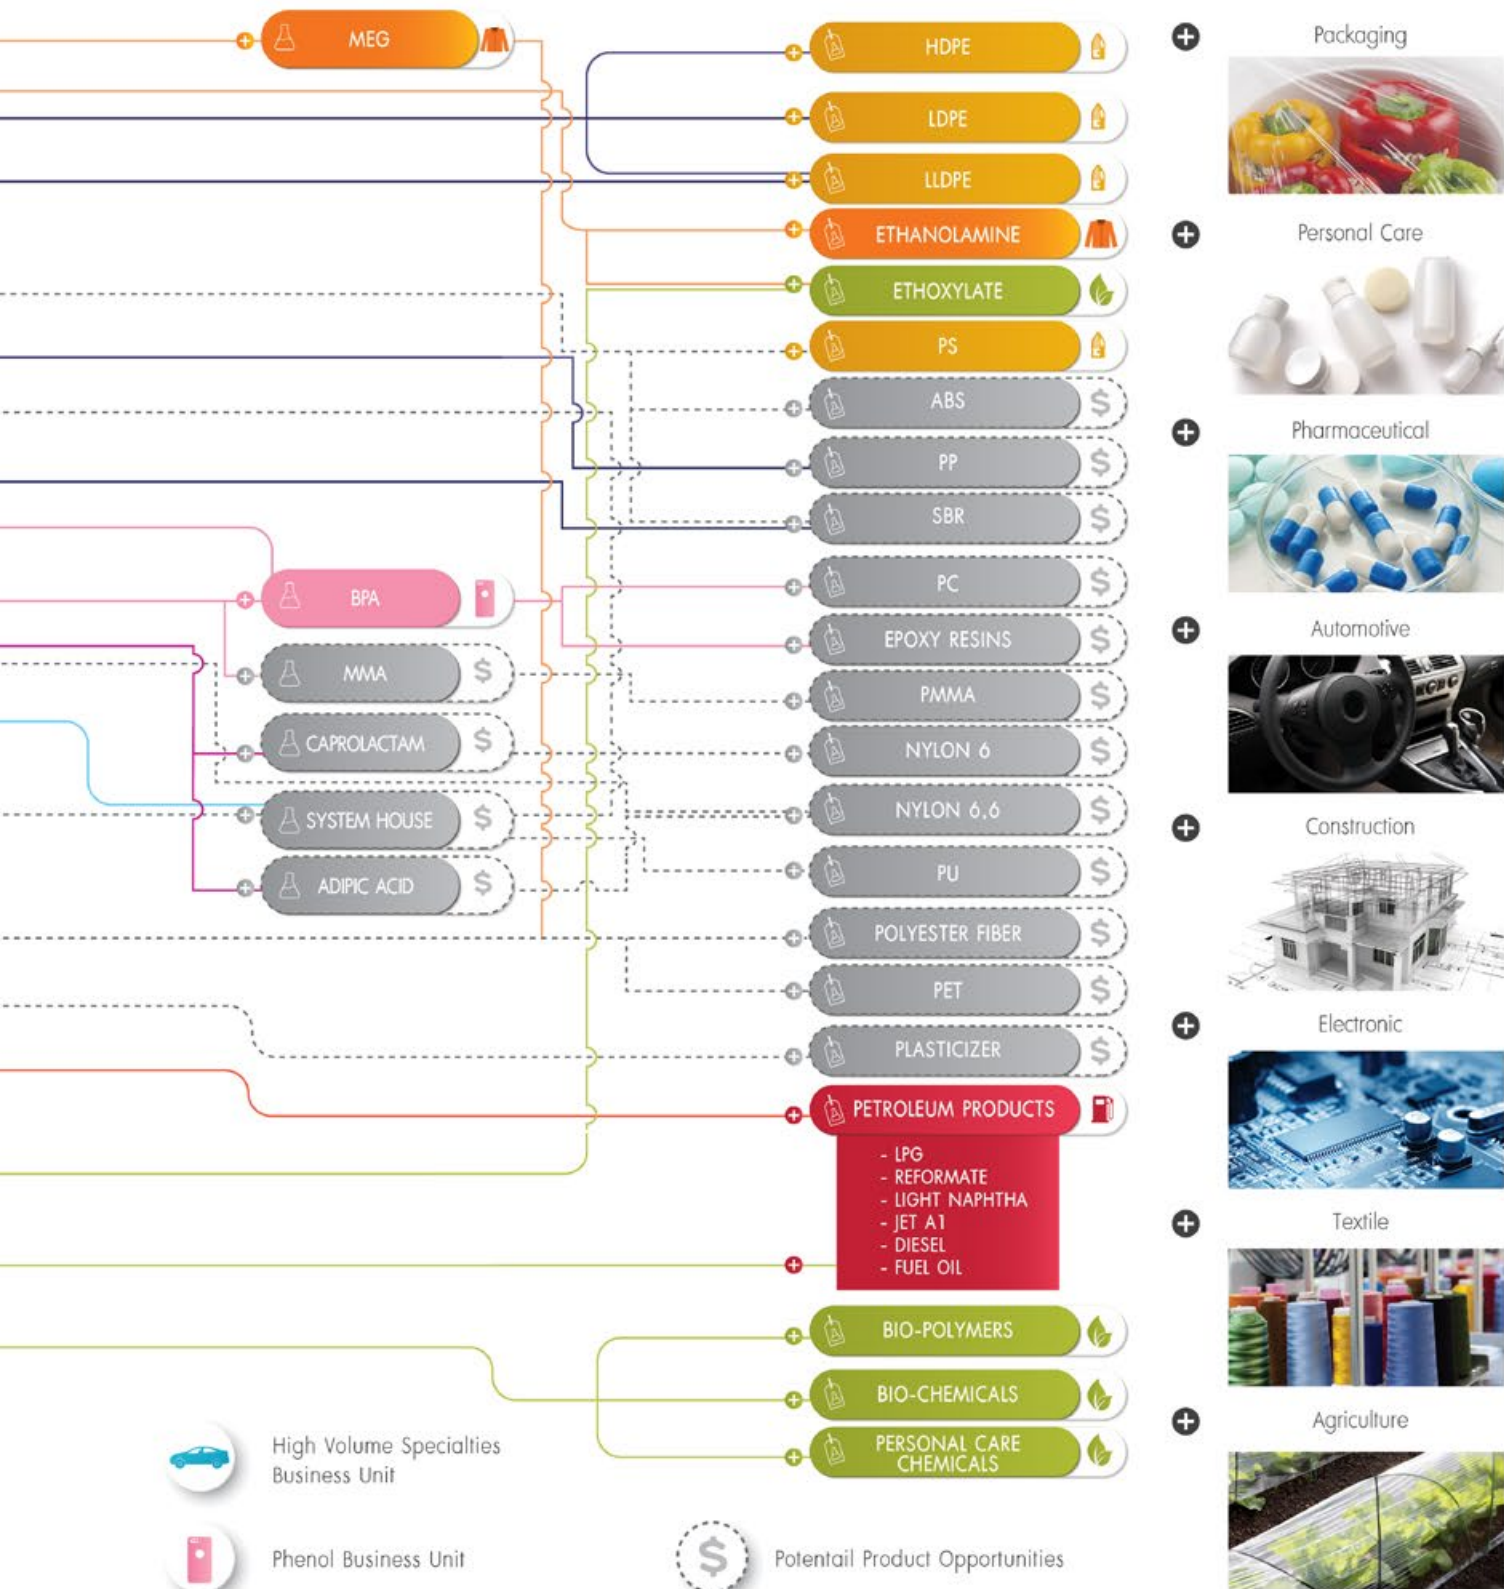 MEG
BPA
MMA
CAPROLACTAM
SYSTEM HOUSE
ADIPIC ACID
HDPE
LDPE
LLDPE
ETHANOLAMINE
ETHOXYLATE
PS
ABS
PP
SBR
PC
EPOXY RESINS
PMMA
NYLON 6
NYLON 6.6
PU
POLYESTER FIBER
PET
PLASTICIZER
PETROLEUM PRODUCTS
- LPG
- REFORMATE
- LIGHT NAPHTHA
- JET A1
- DIESEL
- FUEL OIL
BIO-POLYMERS
BIO-CHEMICALS
PERSONAL CARE
CHEMICALS
Packaging
Personal Care
Pharmaceutical
Automotive
Construction
Electronic
Textile
Agriculture
High Volume Specialties
Business Unit
Phenol Business Unit
Potentail Product Opportunities